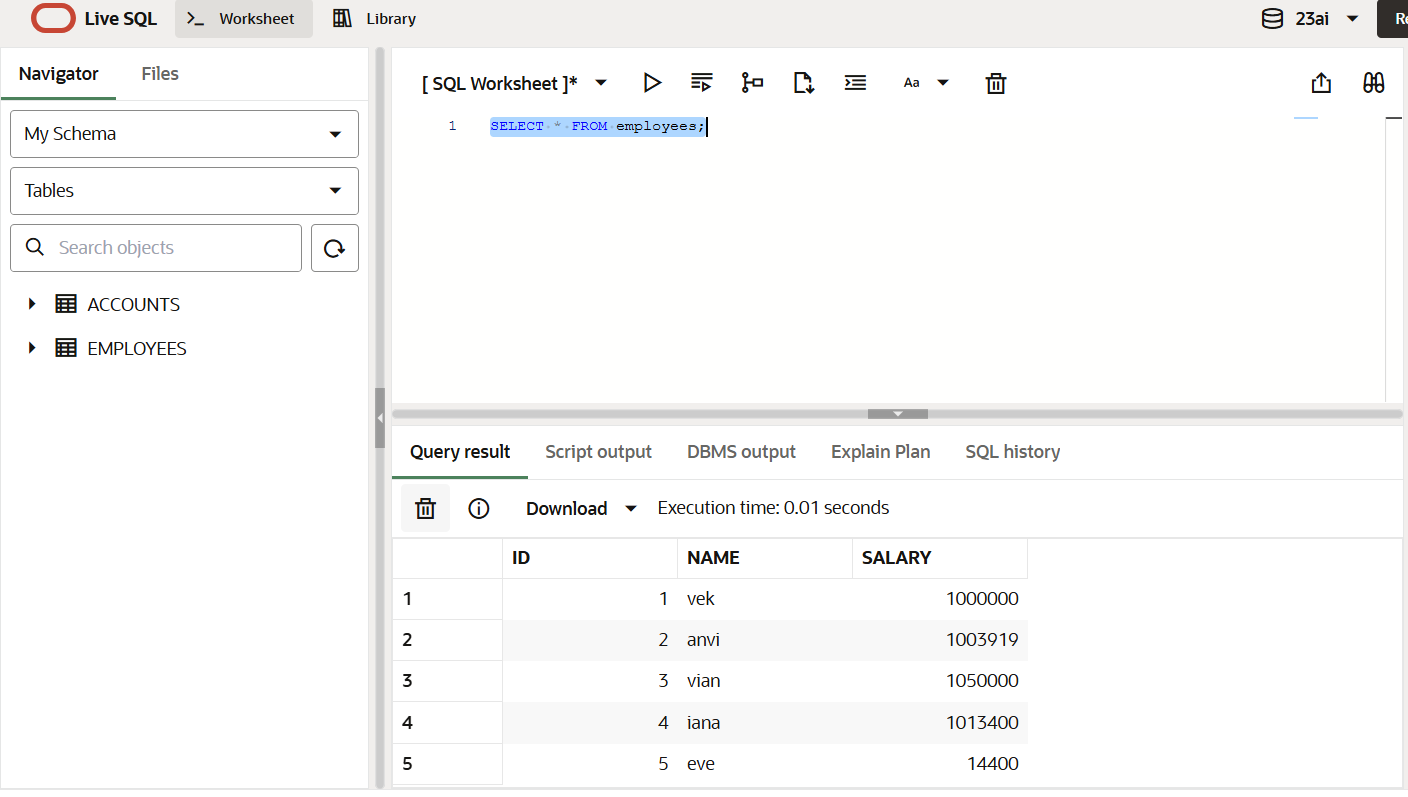 Live SQL
Worksheet
Library
23ai
Navigator
Files
My Schema
Tables
Search objects
ACCOUNTS
EMPLOYEES
[ SQL Worksheet ]*
Aa
1 SELECT * FROM employees;
Query result
Script output
DBMS output
Explain Plan
SQL history
Download
Execution time: 0.01 seconds
ID NAME SALARY
1 1 vek 1000000
2 2 anvi 1003919
3 3 vian 1050000
4 4 iana 1013400
5 5 eve 14400